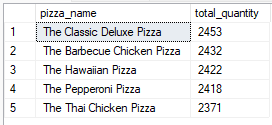 pizza_name total_quantity
1 The Classic Deluxe Pizza 2453
2 The Barbecue Chicken Pizza 2432
3 The Hawaiian Pizza 2422
4 The Pepperoni Pizza 2418
5 The Thai Chicken Pizza 2371